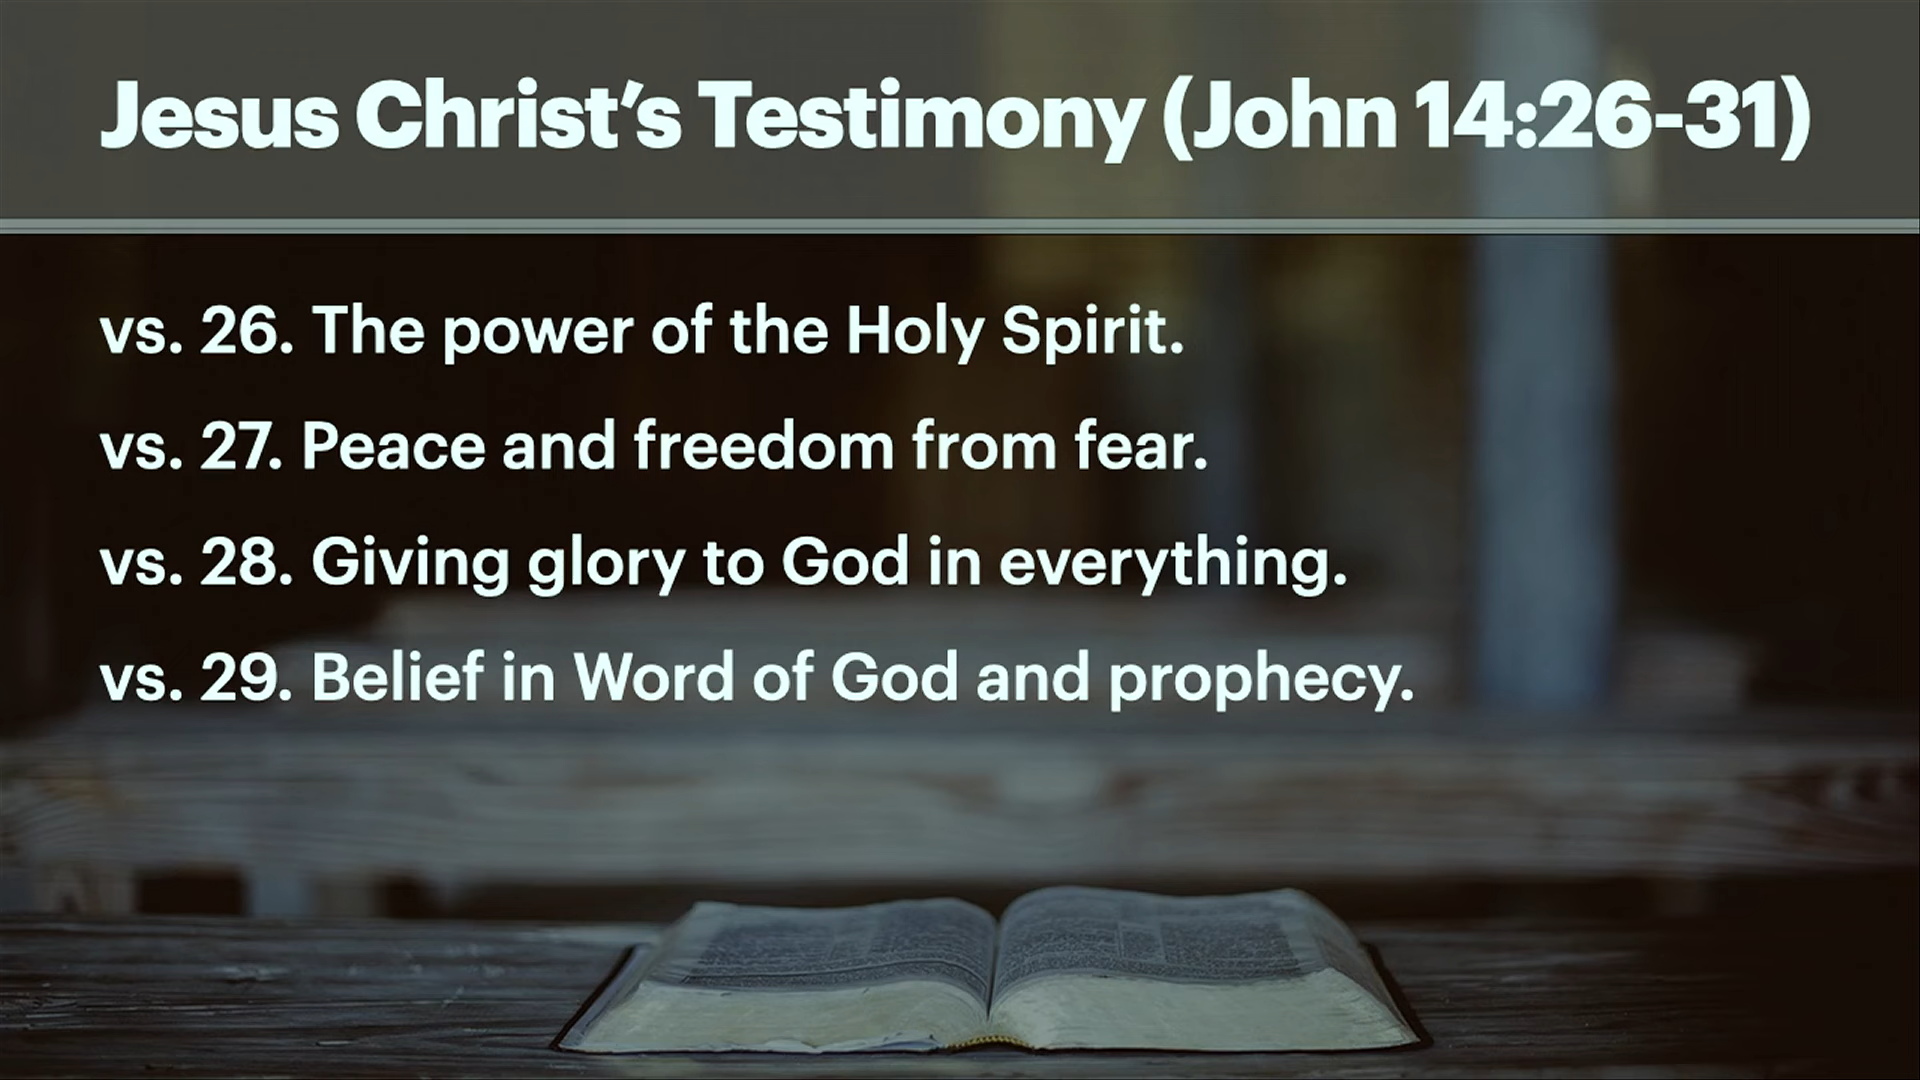 Jesus Christ’s Testimony (John 14:26-31)
vs. 26. The power of the Holy Spirit.
vs. 27. Peace and freedom from fear.
vs. 28. Giving glory to God in everything.
vs. 29. Belief in Word of God and prophecy.